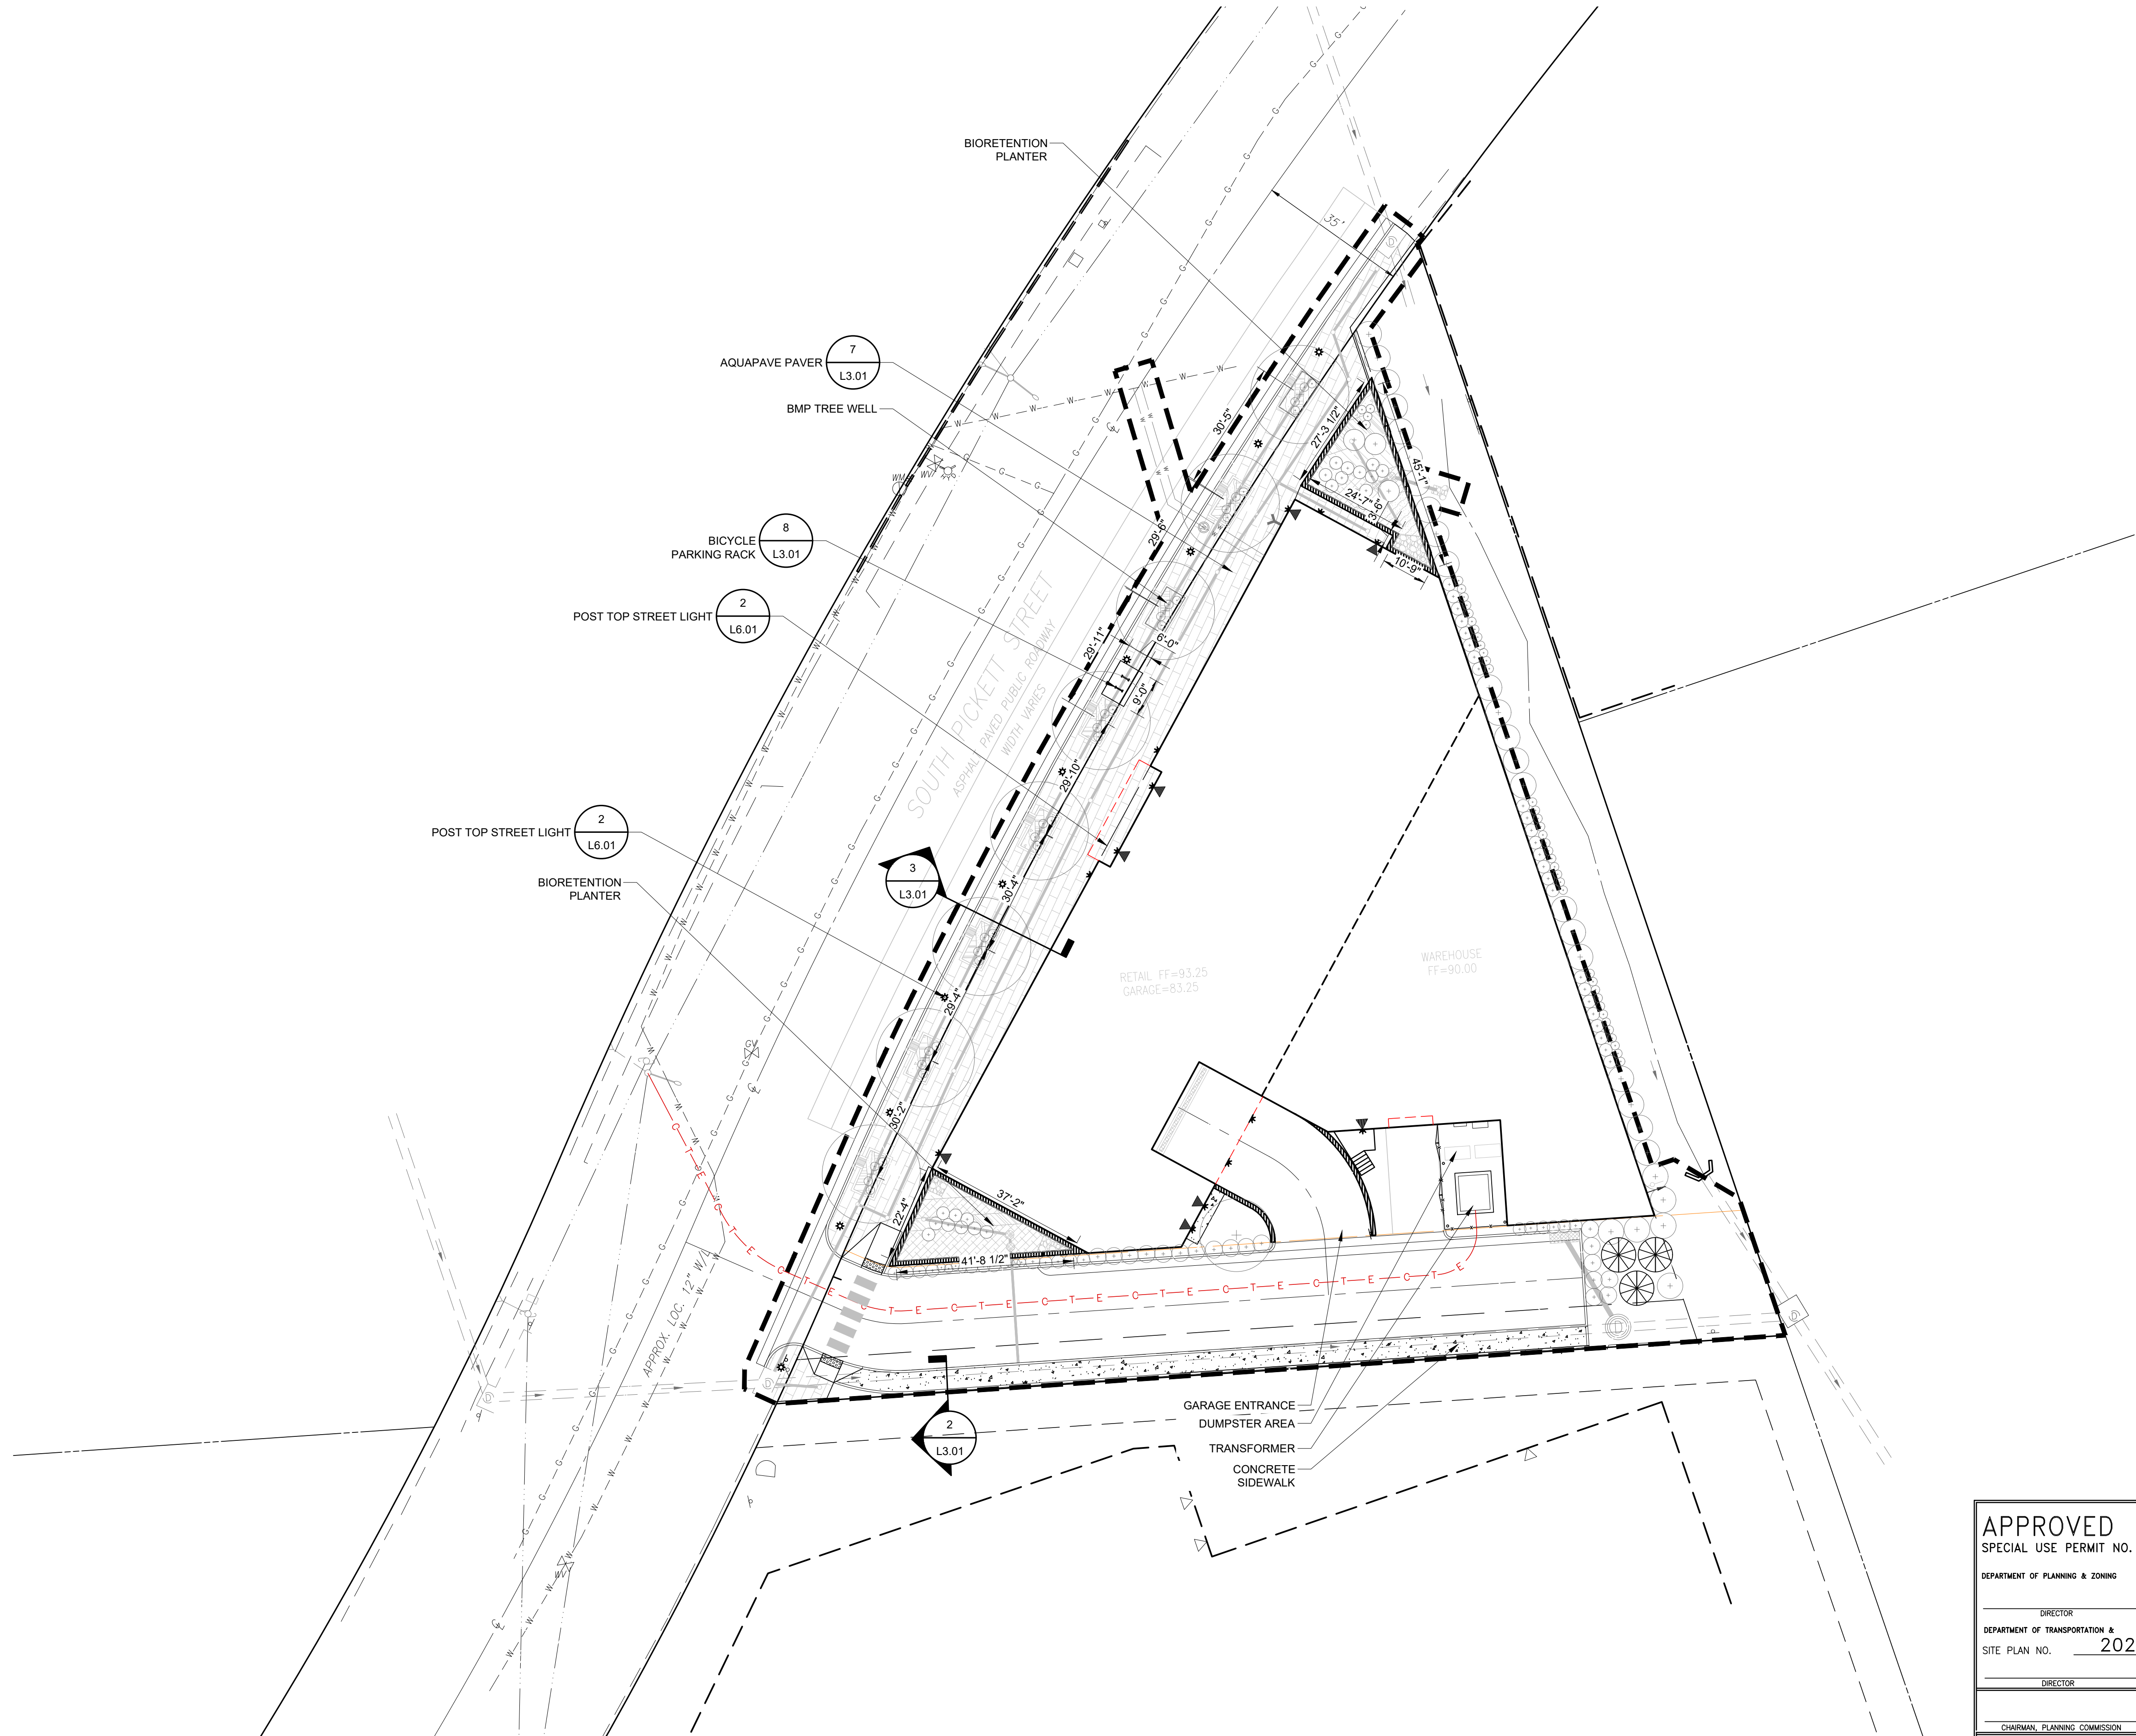 BIORETENTION
PLANTER
35'
AQUAPAVE PAVER
7
L3.01
BMP TREE WELL
30'-5"
27'-3 1/2"
45'-1"
24'-7"
3'-6"
10'-9"
WM
WV
HYD
BICYCLE
PARKING RACK
8
L3.01
29'-6"
POST TOP STREET LIGHT
2
L6.01
29'-11"
6'-0"
9'-0"
SOUTH PICKETT STREET
ASPHALT PAVED PUBLIC ROADWAY
WIDTH VARIES
29'-10"
POST TOP STREET LIGHT
2
L6.01
BIORETENTION
PLANTER
3
L3.01
30'-4"
29'-4"
30'-2"
RETAIL FF=93.25
GARAGE=83.25
WAREHOUSE
FF=90.00
GV
22'-4"
37'-2"
41'-8 1/2"
APPROX. LOC. 12" W/L
WV
2
L3.01
GARAGE ENTRANCE
DUMPSTER AREA
TRANSFORMER
CONCRETE
SIDEWALK
APPROVED
SPECIAL USE PERMIT NO.
DEPARTMENT OF PLANNING & ZONING
DIRECTOR
DEPARTMENT OF TRANSPORTATION &
SITE PLAN NO. 202
DIRECTOR
CHAIRMAN, PLANNING COMMISSION